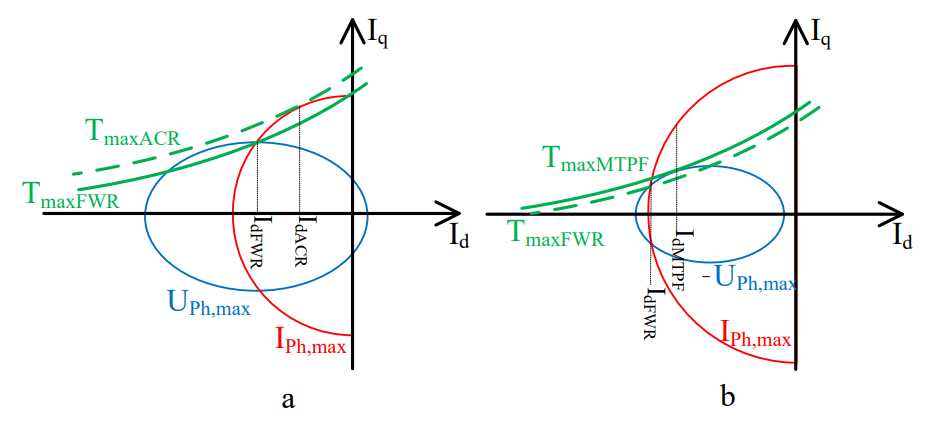 Iq
TmaxACR
TmaxFWR
IdFWR
IdACR
Id
UPh,max
IPh,max
a
Iq
TmaxMTPF
TmaxFWR
IdMTPF
IdFWR
Id
–UPh,max
IPh,max
b